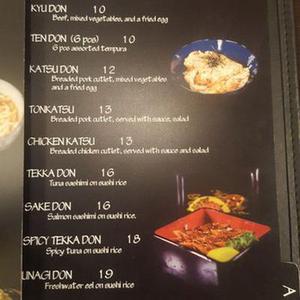 KYU DON 10
Beef, mixed vegetables, and a fried egg
TEN DON (6 pcs) 10
6 pcs assorted tempura
KATSU DON 12
Breaded pork cutlet, mixed vegetables
and a fried egg
TONKATSU 13
Breaded pork cutlet, served with sauce, salad
CHICKEN KATSU 13
Breaded chicken cutlet, served with sauce and salad
TEKKA DON 16
Tuna sashimi on sushi rice
SAKE DON 16
Salmon sashimi on sushi rice.
SPICY TEKKA DON 18
Spicy tuna on sushi rice
UNAGI DON 19
Freshwater eel on sushi rice
A